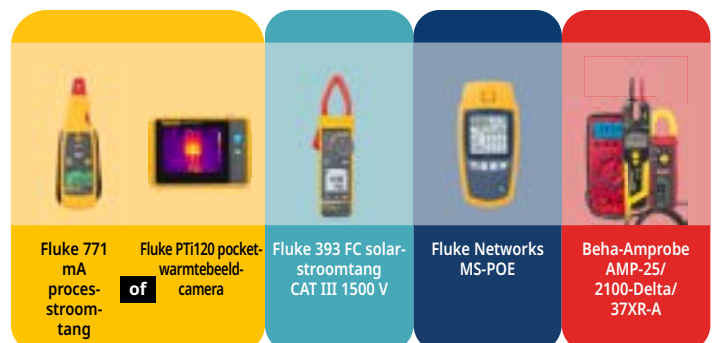 Fluke 771
mA
proces-
stroom-
tang
of
Fluke PTi120 pocket-
warmtebeeld-
camera
Fluke 393 FC solar-
stroomtang
CAT III 1500 V
Fluke Networks
MS-POE
Beha-Amprobe
AMP-25/
2100-Delta/
37XR-A